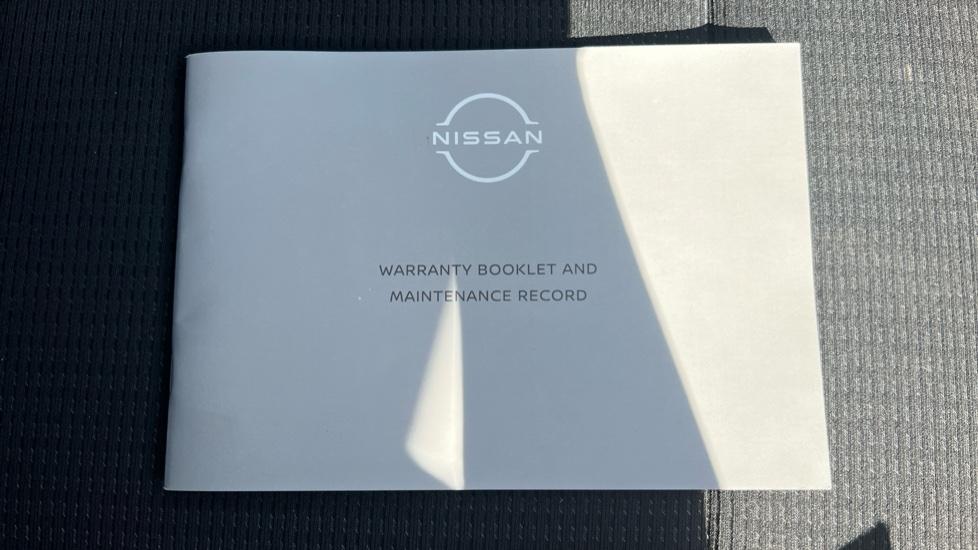 NISSAN
WARRANTY BOOKLET AND
MAINTENANCE RECORD